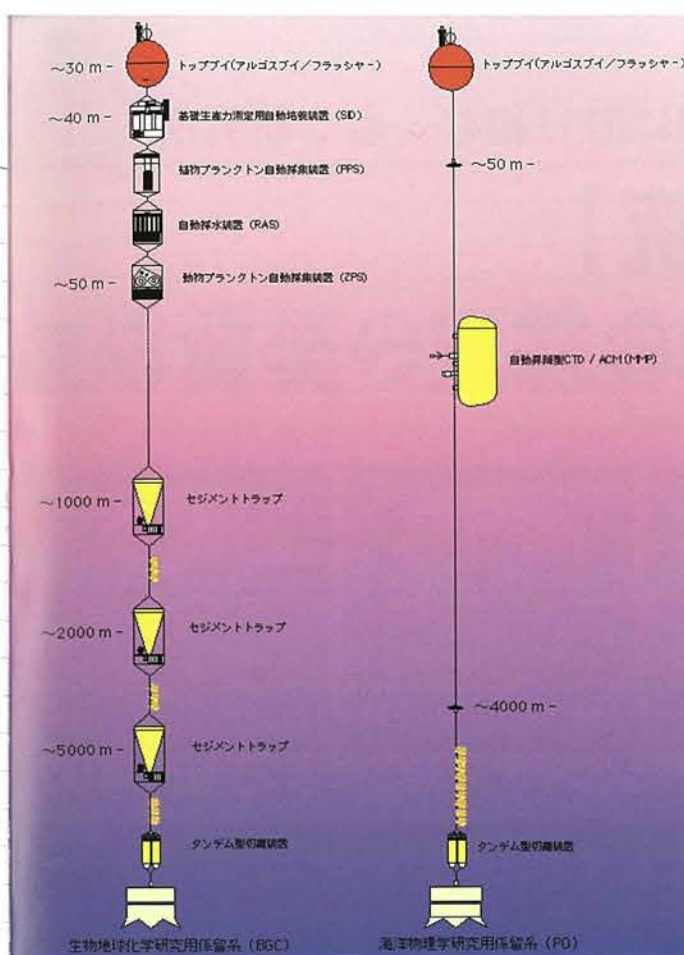 ~30 m -
トップブイ(アルゴスブイ/フラッシャー)
~40 m -
基礎生産力測定用自動培養装置 (SID)
植物プランクトン自動採集装置 (PPS)
自動採水装置 (RAS)
~50 m -
動物プランクトン自動採集装置 (ZPS)
~1000 m -
セジメントトラップ
~2000 m -
セジメントトラップ
~5000 m -
セジメントトラップ
タンデム型切離装置
生物地球化学研究用係留系 (BGC)
トップブイ(アルゴスブイ/フラッシャー)
~50 m -
自動昇降型CTD / ACM (MMP)
~4000 m -
タンデム型切離装置
海洋物理学研究用係留系 (PO)